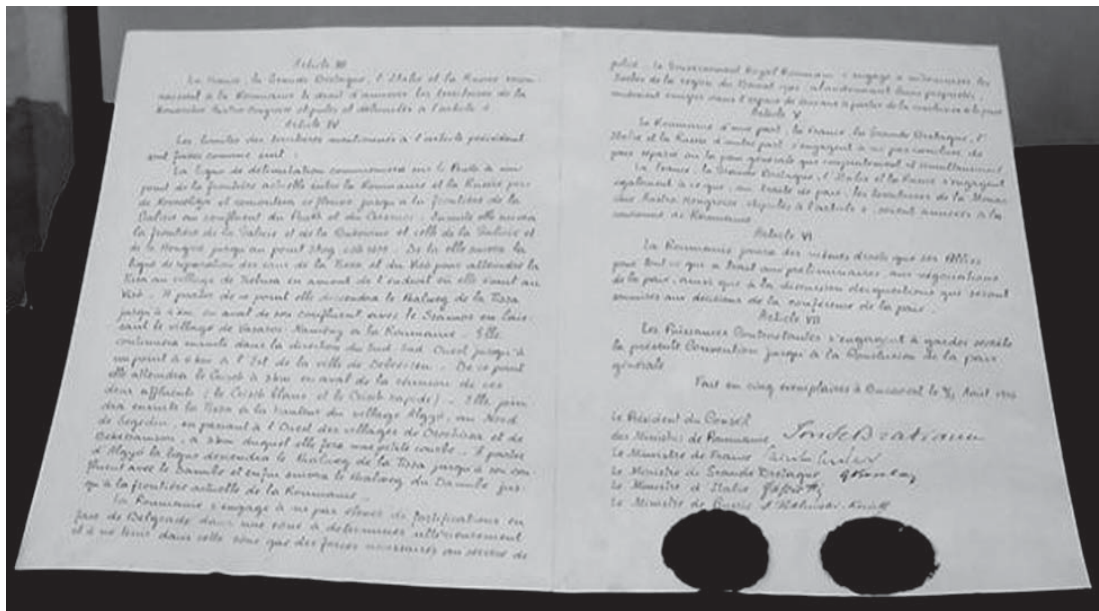 Article III
La France, la Grande Bretagne, l'Italie et la Russie recon-
naissent à la Roumanie le droit d'annexer les territoires de la
Monarchie Austro-Hongroise stipulés et délimités à l'article 4.
Article IV
Les limites des territoires mentionnés à l'article précédent
sont fixées comme suit :
La ligne de délimitation commencera sur le Pruth à un
point de la frontière actuelle entre la Roumanie et la Russie près
de Novoselitza et remontera ce fleuve jusqu'à la frontière de la
Galicie au confluent du Pruth et du Ceremos. Ensuite elle suivra
la frontière de la Galicie et de la Bukovine et celle de la Galicie et
de la Hongrie jusqu'au point Stog cote 1655. De là elle suivra la
ligne de séparation des eaux de la Tissa et du Viso pour atteindre la
Tissa au village de Trebusa en amont de l'endroit où elle s'unit au
Viso. A partir de ce point elle descendra le thalweg de la Tissa
jusqu'à 4 km. en aval de son confluent avec le Szamos en lais-
sant le village de Vasaros-Nameny à la Roumanie. Elle
continuera ensuite dans la direction du Sud Sud Ouest jusqu'à
un point à 6 km à l'Est de la ville de Debreczen. De ce point
elle atteindra le Crisch à 3 km en aval de la réunion de ses
deux affluents (le Crisch blanc et le Crisch rapide). Elle join
dra ensuite la Tissa à la hauteur du village Algyö, au Nord
de Szegedin, en passant à l'Ouest des villages de Orosháza et de
Bekessamson, à 3 km duquel elle fera une petite courbe. A partir
d'Algyö la ligne descendra le thalweg de la Tissa jusqu'à son con-
fluent avec le Danube et enfin suivra le thalweg du Danube jus-
qu'à la frontière actuelle de la Roumanie.
La Roumanie s'engage à ne pas élever de fortifications en
face de Belgrade dans une zone à déterminer ultérieurement
et à ne tenir dans cette zone que des forces nécessaires au service de
police. Le Gouvernement Royal Roumain s'engage à indemniser les
Serbes de la région du Banat qui, abandonnant leurs propriétés,
voudraient émigrer dans l'espace de deux ans à partir de la conclusion de la paix.
Article V
La Roumanie d'une part, la France, la Grande Bretagne, l'
Italie et la Russie d'autre part s'engagent à ne pas conclure de
paix séparée ou la paix générale que conjointement et simultanément
La France, la Grande Bretagne, l'Italie et la Russie s'engagent
également à ce que, au traité de paix, les territoires de la Monar
chie Austro Hongroise, stipulés à l'article 4, soient annexés à la
couronne de Roumanie.
Article VI
La Roumanie jouira des mêmes droits que ses Alliés
pour tout ce qui a trait aux préliminaires, aux négociations
de la paix, ainsi que à la discussion des questions qui seront
soumises aux décisions de la conférence de la paix.
Article VII
Les Puissances Contractantes s'engagent à garder secrète
la présente Convention jusqu'à la Conclusion de la paix
générale
Fait en cinq exemplaires à Bucarest le Août 1916
Le Président du Conseil
des Ministres de Roumanie
Le Ministre de France
Le Ministre de Grande Bretagne
Le Ministre d'Italie
Le Ministre de Russie